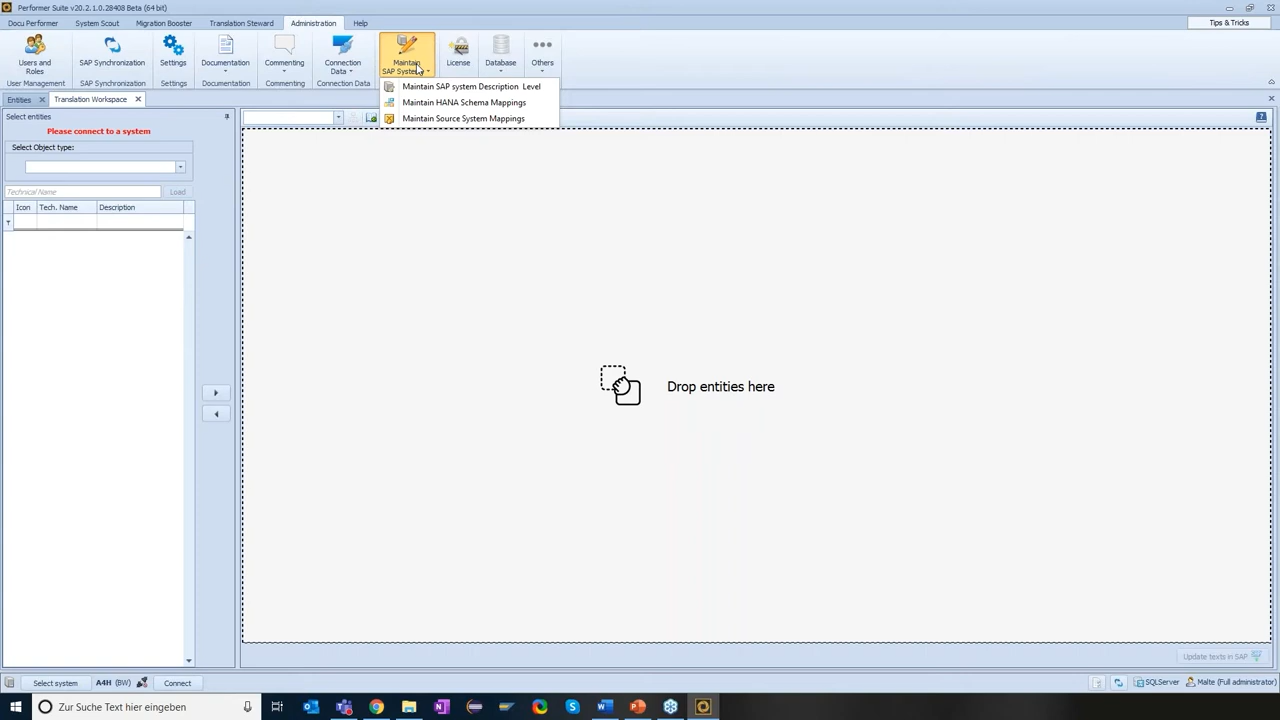 Performer Suite v20.2.1.0.28408 Beta (64 bit)
Docu Performer System Scout Migration Booster Translation Steward Administration Help Tips & Tricks
Users and Roles
SAP Synchronization
Settings
Documentation
Commenting
Connection Data
Maintain SAP System
License
Database
Others
User Management SAP Synchronization Settings Documentation Commenting Connection Data
Maintain SAP system Description Level
Maintain HANA Schema Mappings
Maintain Source System Mappings
Entities Translation Workspace
Select entities
Please connect to a system
Select Object type:
Technical Name Load
Icon Tech. Name Description
Drop entities here
Update texts in SAP
Select system A4H (BW) Connect SQLServer Malte (Full administrator)
Zur Suche Text hier eingeben